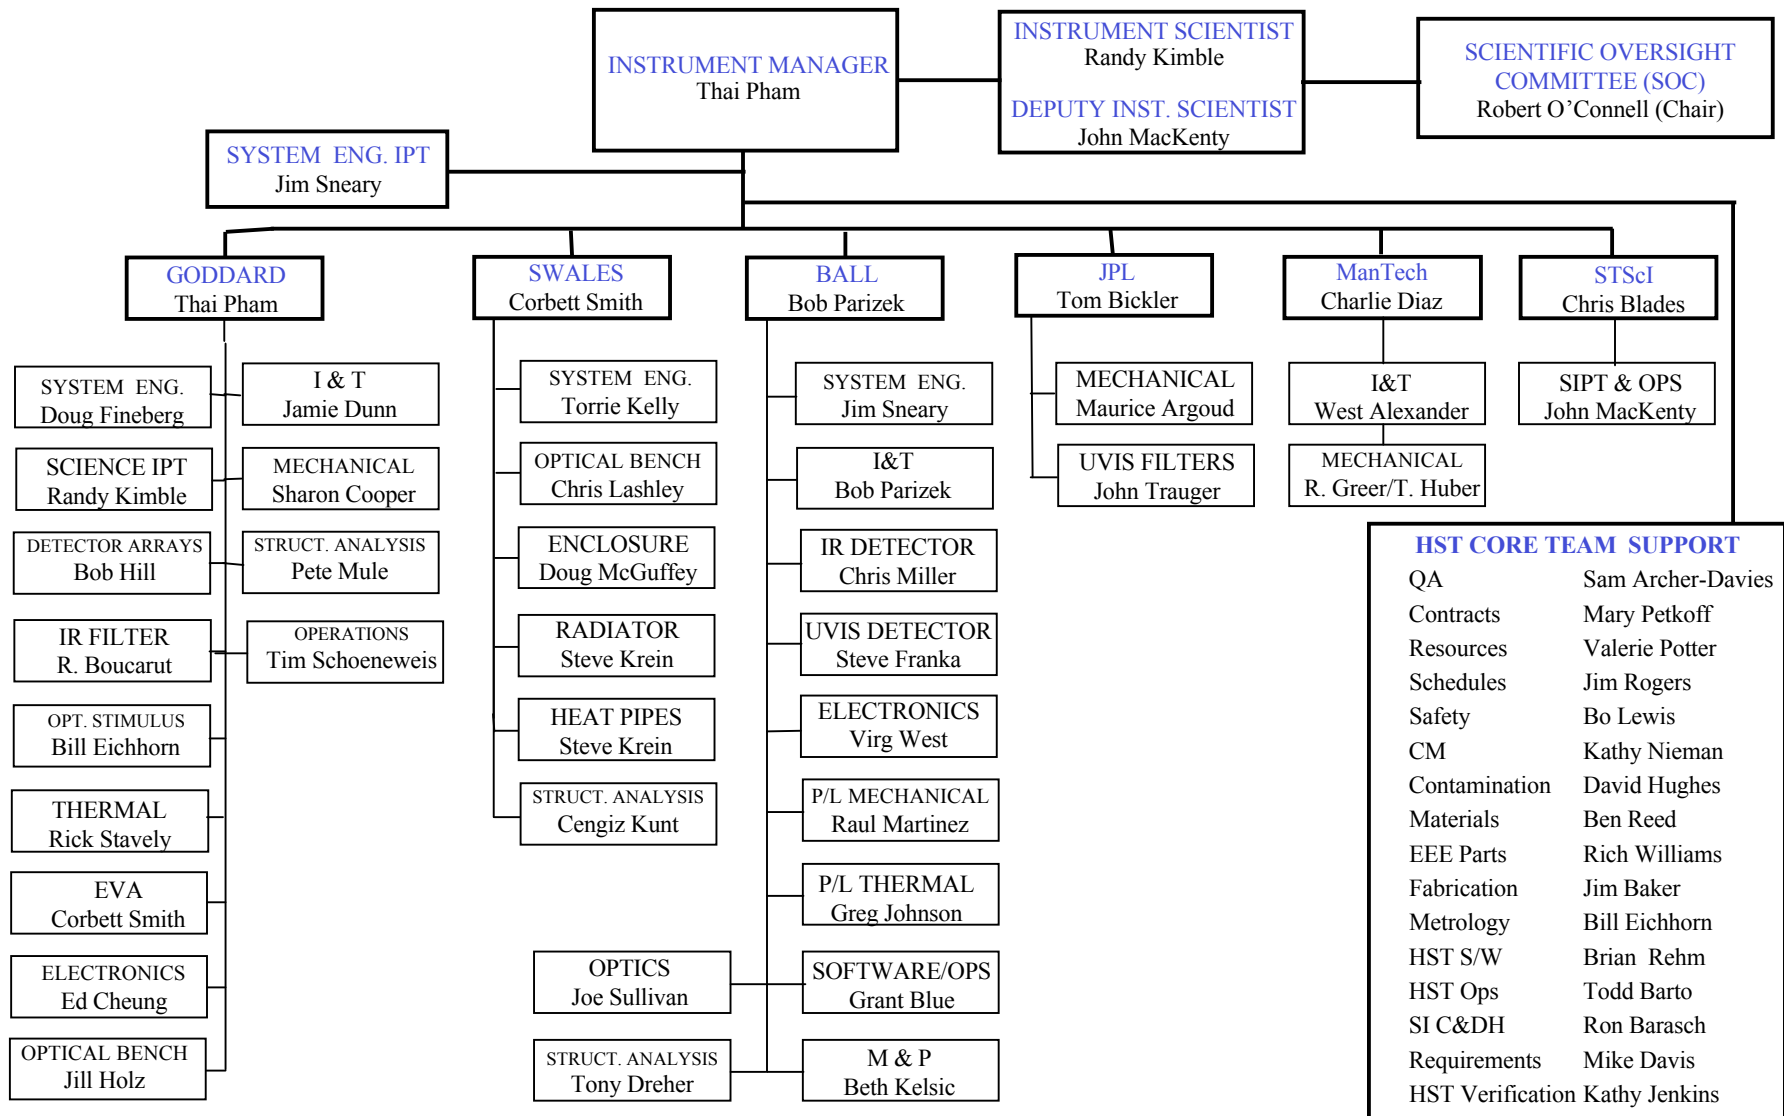 INSTRUMENT MANAGER
Thai Pham
INSTRUMENT SCIENTIST
Randy Kimble
DEPUTY INST. SCIENTIST
John MacKenty
SCIENTIFIC OVERSIGHT
COMMITTEE (SOC)
Robert O’Connell (Chair)
SYSTEM ENG. IPT
Jim Sneary
GODDARD
Thai Pham
SYSTEM ENG.
Doug Fineberg
I & T
Jamie Dunn
SCIENCE IPT
Randy Kimble
MECHANICAL
Sharon Cooper
DETECTOR ARRAYS
Bob Hill
STRUCT. ANALYSIS
Pete Mule
IR FILTER
R. Boucarut
OPERATIONS
Tim Schoeneweis
OPT. STIMULUS
Bill Eichhorn
THERMAL
Rick Stavely
EVA
Corbett Smith
ELECTRONICS
Ed Cheung
OPTICAL BENCH
Jill Holz
SWALES
Corbett Smith
SYSTEM ENG.
Torrie Kelly
OPTICAL BENCH
Chris Lashley
ENCLOSURE
Doug McGuffey
RADIATOR
Steve Krein
HEAT PIPES
Steve Krein
STRUCT. ANALYSIS
Cengiz Kunt
BALL
Bob Parizek
SYSTEM ENG.
Jim Sneary
I&T
Bob Parizek
IR DETECTOR
Chris Miller
UVIS DETECTOR
Steve Franka
ELECTRONICS
Virg West
P/L MECHANICAL
Raul Martinez
P/L THERMAL
Greg Johnson
OPTICS
Joe Sullivan
SOFTWARE/OPS
Grant Blue
STRUCT. ANALYSIS
Tony Dreher
M & P
Beth Kelsic
JPL
Tom Bickler
MECHANICAL
Maurice Argoud
UVIS FILTERS
John Trauger
ManTech
Charlie Diaz
I&T
West Alexander
MECHANICAL
R. Greer/T. Huber
STScI
Chris Blades
SIPT & OPS
John MacKenty
HST CORE TEAM SUPPORT
QA Sam Archer-Davies
Contracts Mary Petkoff
Resources Valerie Potter
Schedules Jim Rogers
Safety Bo Lewis
CM Kathy Nieman
Contamination David Hughes
Materials Ben Reed
EEE Parts Rich Williams
Fabrication Jim Baker
Metrology Bill Eichhorn
HST S/W Brian Rehm
HST Ops Todd Barto
SI C&DH Ron Barasch
Requirements Mike Davis
HST Verification Kathy Jenkins